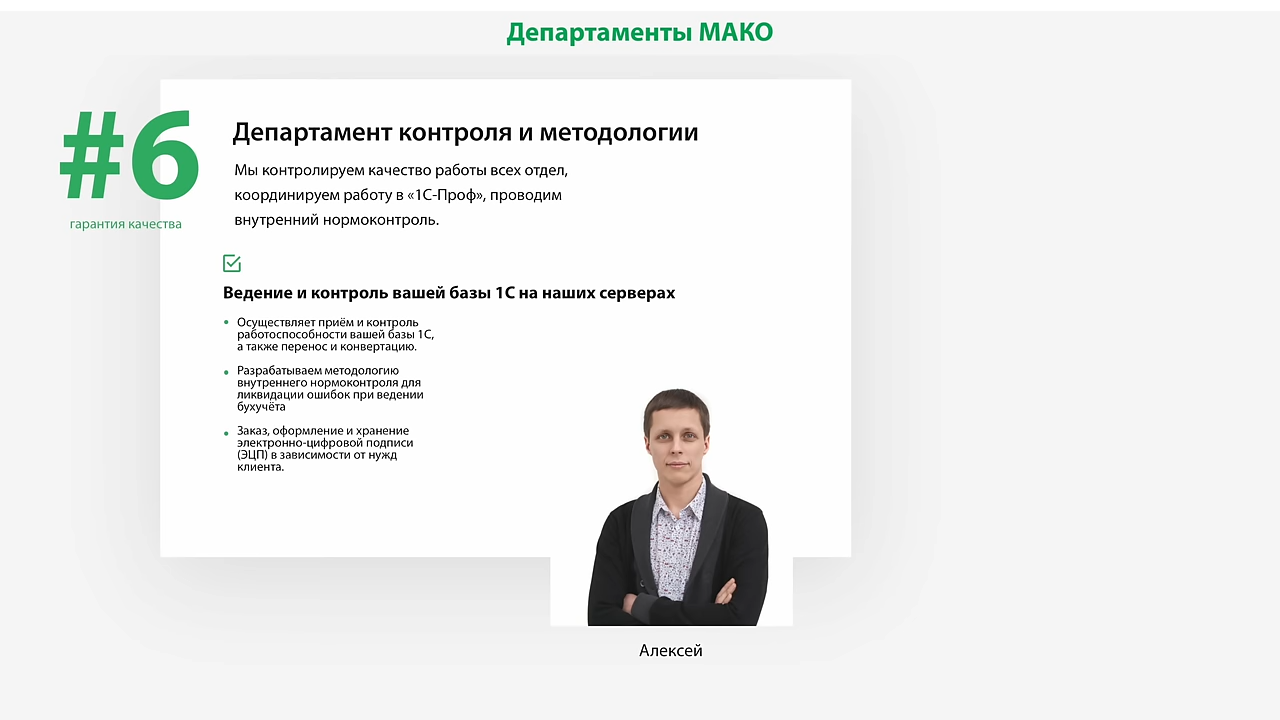 Департаменты МАКО
#6
гарантия качества
Департамент контроля и методологии
Мы контролируем качество работы всех отдел,
координируем работу в «1С-Проф», проводим
внутренний нормоконтроль.
Ведение и контроль вашей базы 1С на наших серверах
Осуществляет приём и контроль
работоспособности вашей базы 1С,
а также перенос и конвертацию.
Разрабатываем методологию
внутреннего нормоконтроля для
ликвидации ошибок при ведении
бухучёта
Заказ, оформление и хранение
электронно-цифровой подписи
(ЭЦП) в зависимости от нужд
клиента.
Алексей